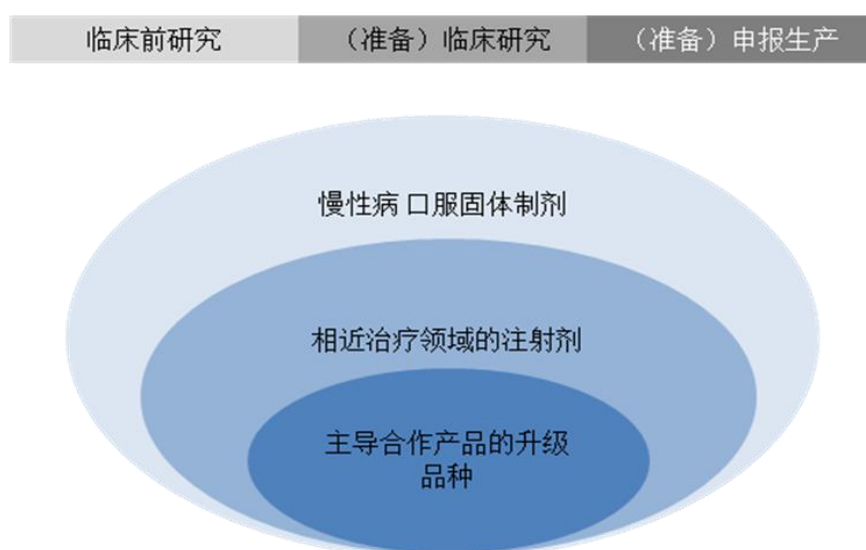 临床前研究
（准备）临床研究
（准备）申报生产
慢性病 口服固体制剂
相近治疗领域的注射剂
主导合作产品的升级
品种